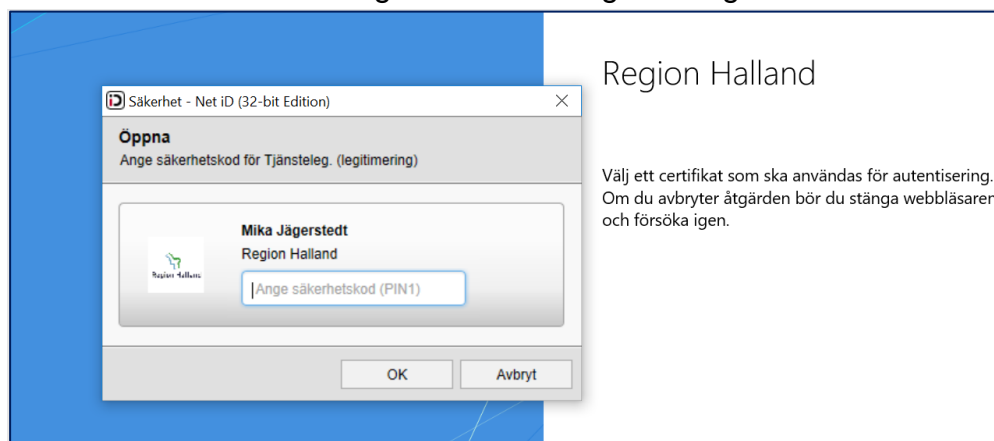 Region Halland
Säkerhet - Net iD (32-bit Edition)
Öppna
Ange säkerhetskod för Tjänsteleg. (legitimering)
Mika Jägerstedt
Region Halland
Region Halland
Ange säkerhetskod (PIN1)
OK Avbryt
Välj ett certifikat som ska användas för autentisering.
Om du avbryter åtgärden bör du stänga webbläsaren
och försöka igen.